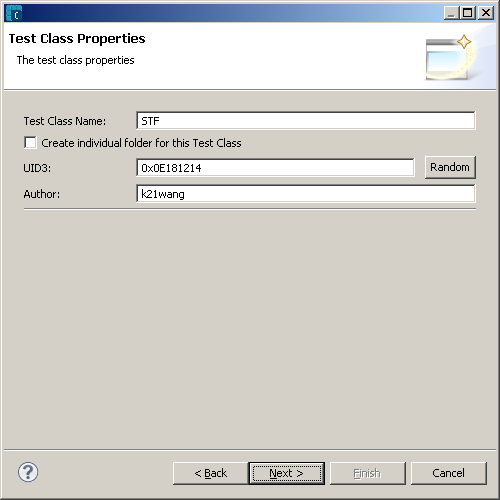 Test Class Properties
The test class properties
Test Class Name: STF
Create individual folder for this Test Class
UID3: 0x0E181214 Random
Author: k21wang
? < Back Next > Finish Cancel